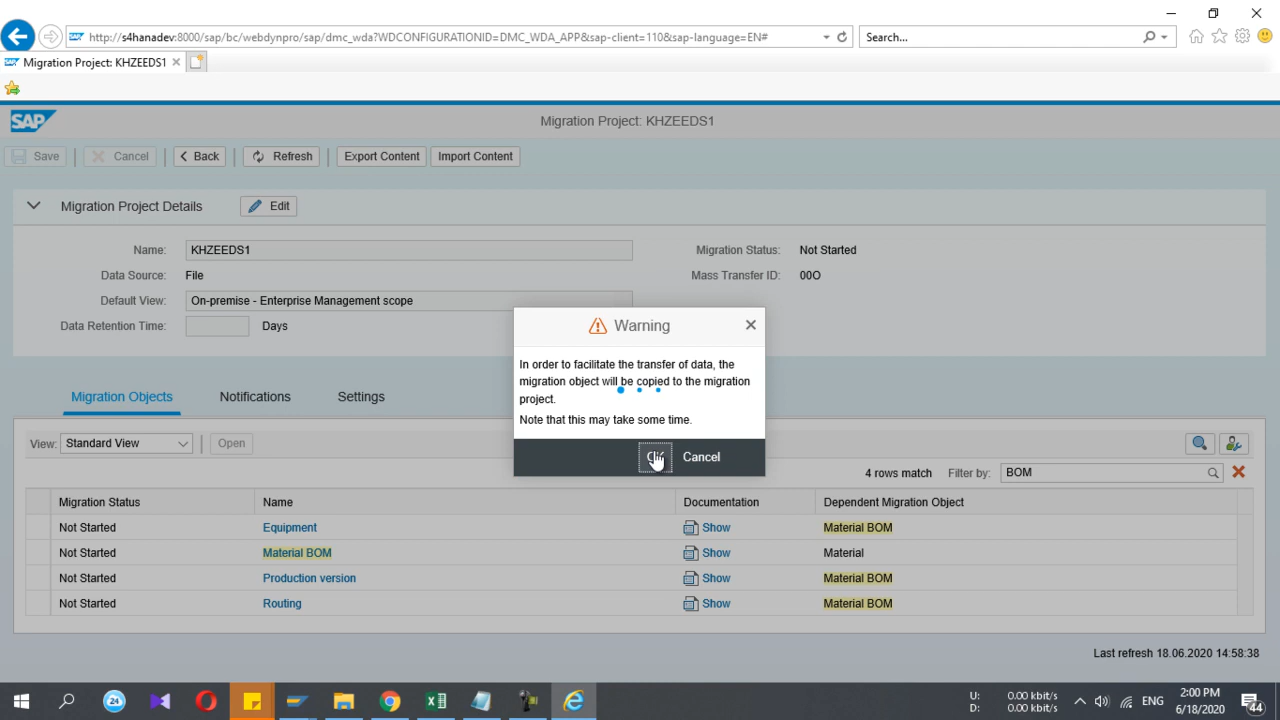 http://s4hanadev:8000/sap/bc/webdynpro/sap/dmc_wda?WDCONFIGURATIONID=DMC_WDA_APP&sap-client=110&sap-language=EN#
Search...
Migration Project: KHZEEDS1
SAP
Migration Project: KHZEEDS1
Save
Cancel
Back
Refresh
Export Content
Import Content
Migration Project Details
Edit
Name:
KHZEEDS1
Migration Status:
Not Started
Data Source:
File
Mass Transfer ID:
00O
Default View:
On-premise - Enterprise Management scope
Data Retention Time:
Days
Warning
In order to facilitate the transfer of data, the
migration object will be copied to the migration
project.
Note that this may take some time.
Cancel
Migration Objects
Notifications
Settings
View:
Standard View
Open
4 rows match
Filter by:
BOM
Migration Status
Name
Documentation
Dependent Migration Object
Not Started
Equipment
Show
Material BOM
Not Started
Material BOM
Show
Material
Not Started
Production version
Show
Material BOM
Not Started
Routing
Show
Material BOM
Last refresh 18.06.2020 14:58:38
24
U: 0.00 kbit/s
D: 0.00 kbit/s
ENG
2:00 PM
6/18/2020
44